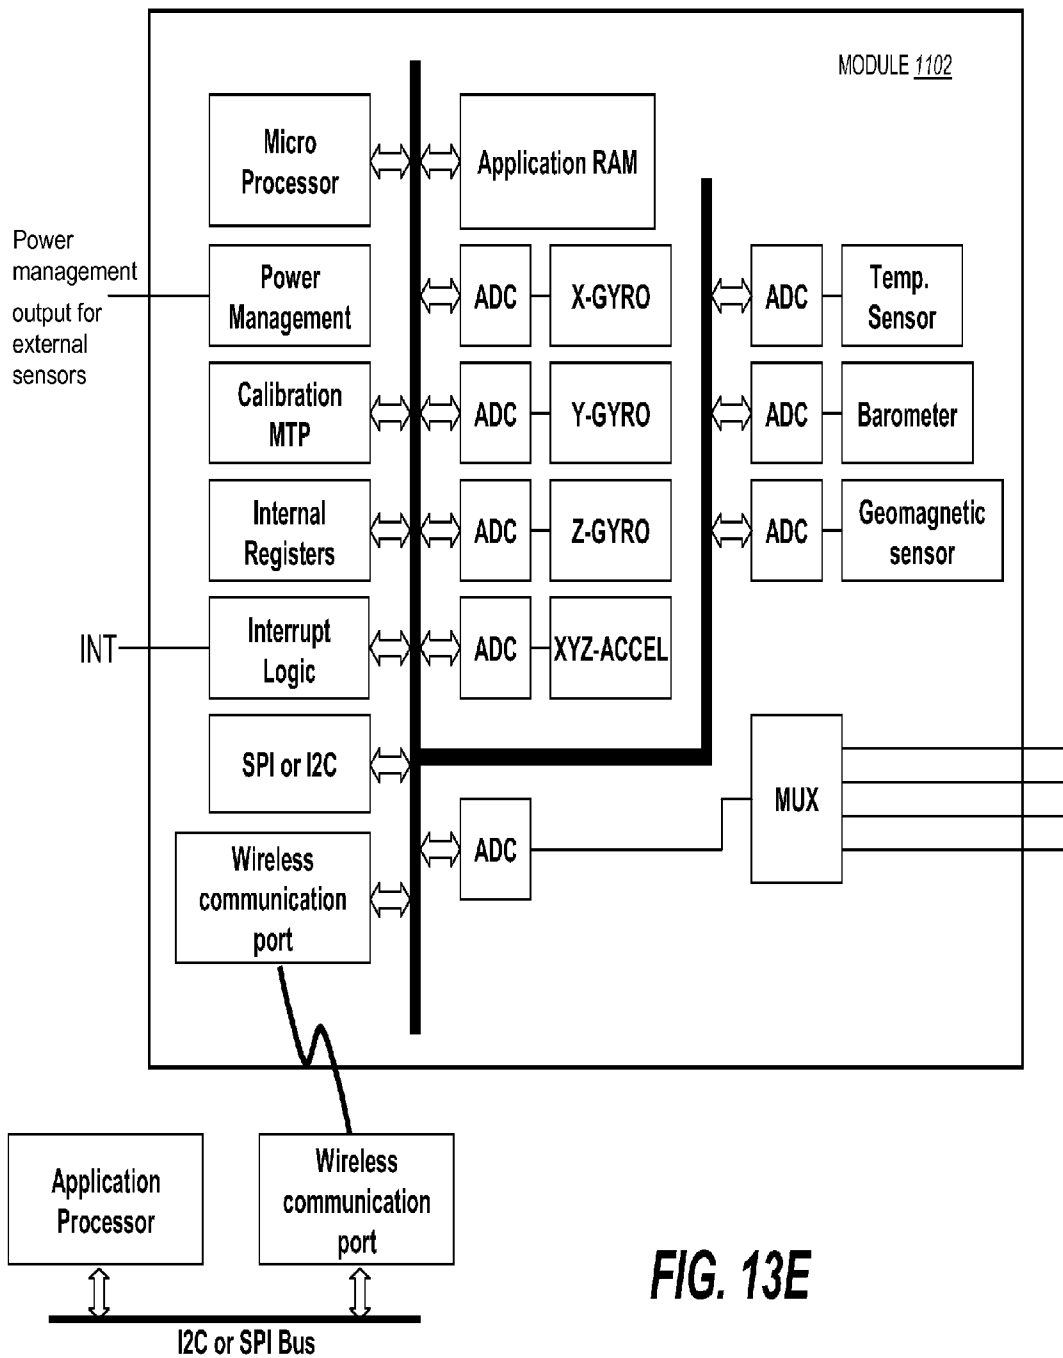 MODULE 1102
Micro
Processor
Application RAM
Power
management
output for
external
sensors
Power
Management
ADC
X-GYRO
ADC
Temp.
Sensor
Calibration
MTP
ADC
Y-GYRO
ADC
Barometer
Internal
Registers
ADC
Z-GYRO
ADC
Geomagnetic
sensor
INT
Interrupt
Logic
ADC
XYZ-ACCEL
SPI or I2C
MUX
ADC
Wireless
communication
port
Application
Processor
Wireless
communication
port
I2C or SPI Bus
FIG. 13E